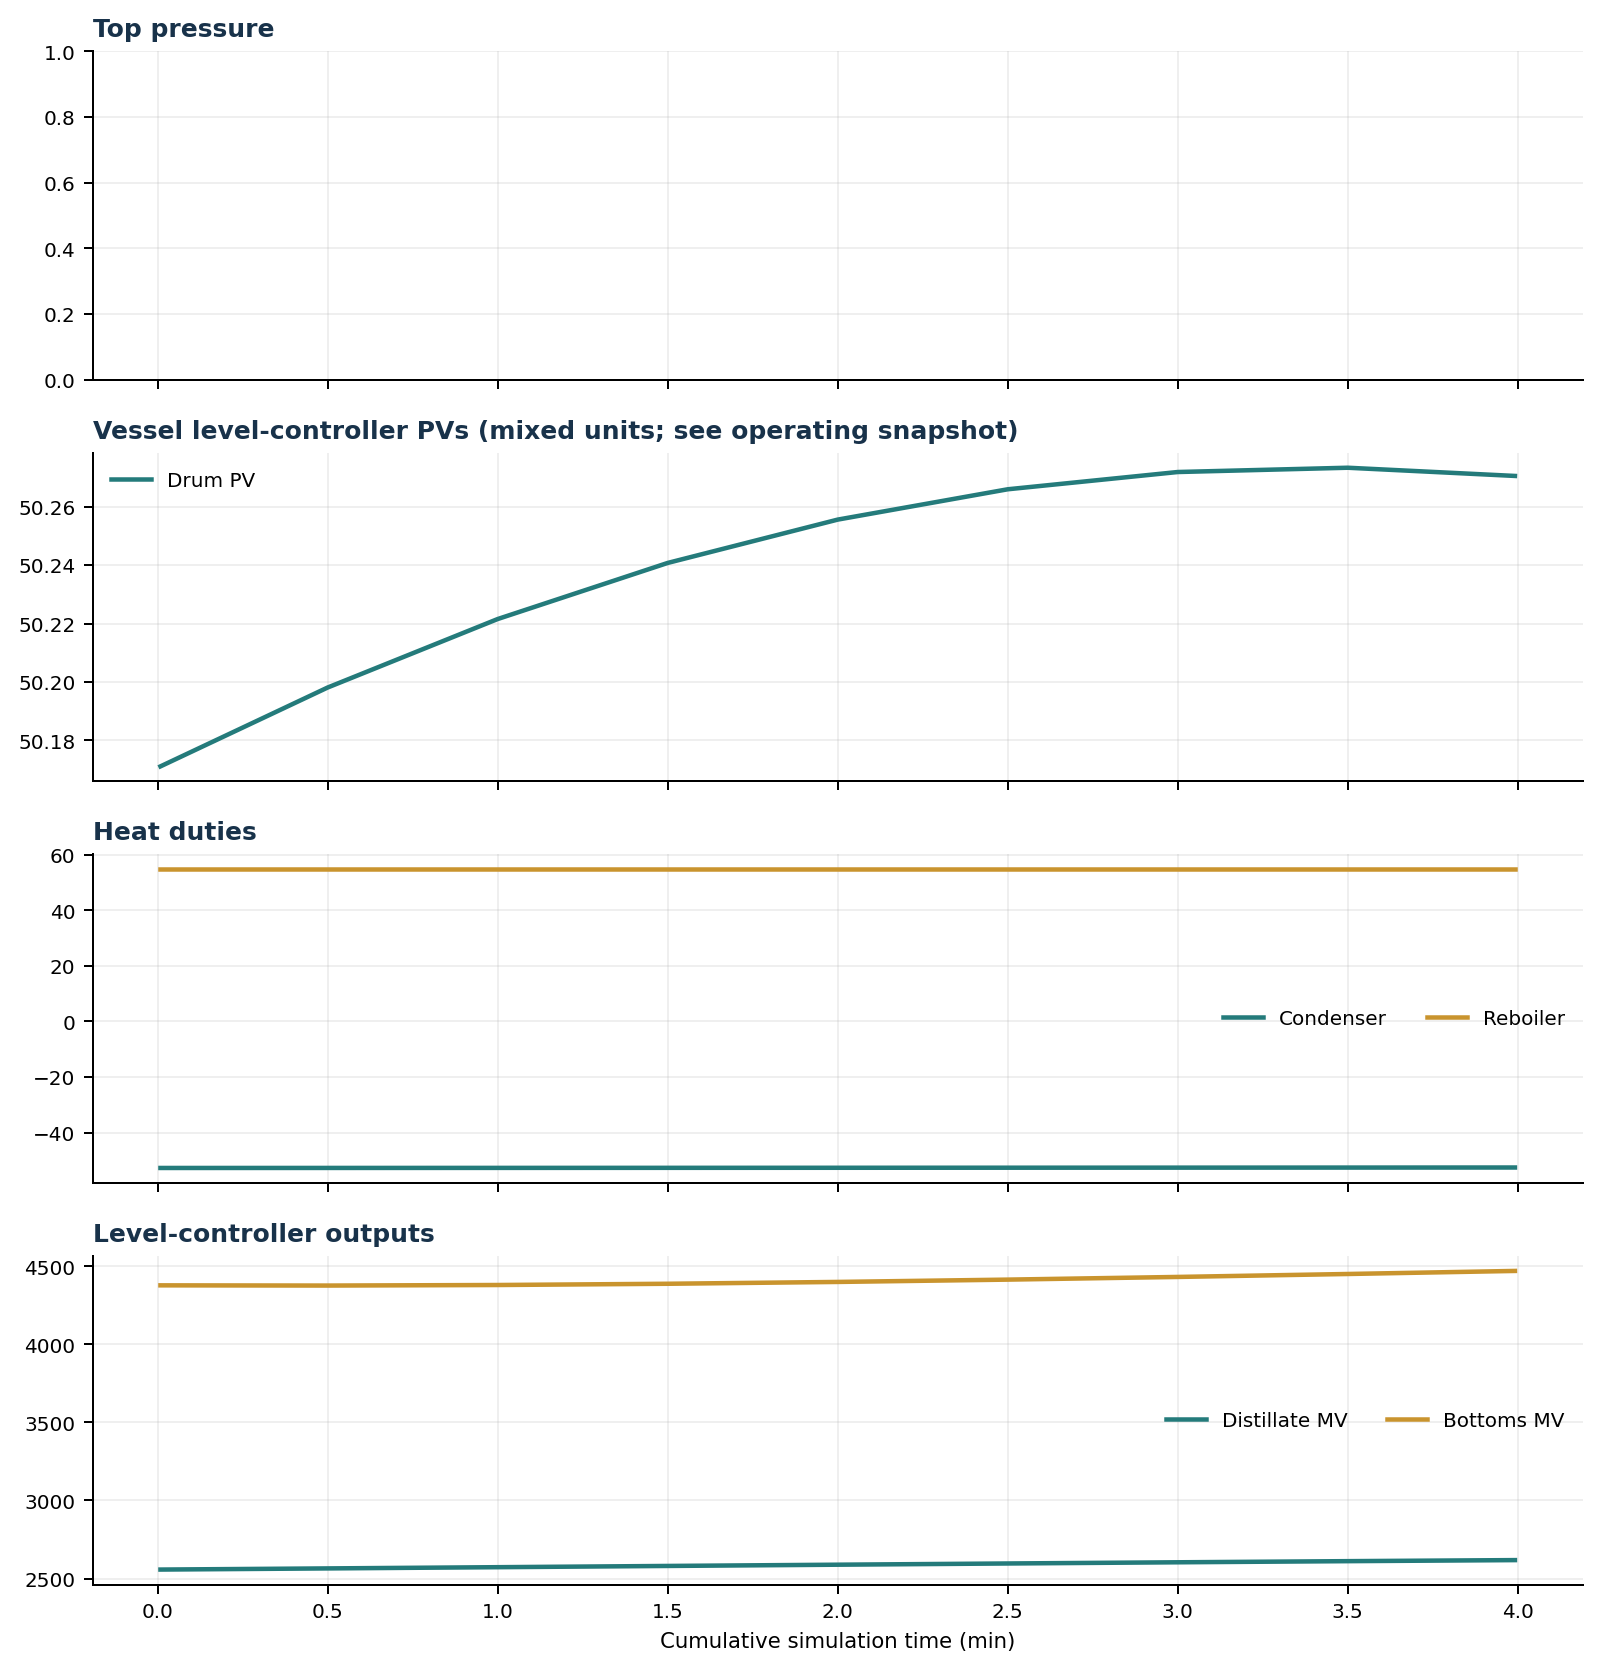 Top pressure
1.0
0.8
0.6
0.4
0.2
0.0
Vessel level-controller PVs (mixed units; see operating snapshot)
Drum PV
50.26
50.24
50.22
50.20
50.18
Heat duties
60
40
20
0
−20
−40
Condenser Reboiler
Level-controller outputs
4500
4000
3500
3000
2500
Distillate MV Bottoms MV
0.0 0.5 1.0 1.5 2.0 2.5 3.0 3.5 4.0
Cumulative simulation time (min)